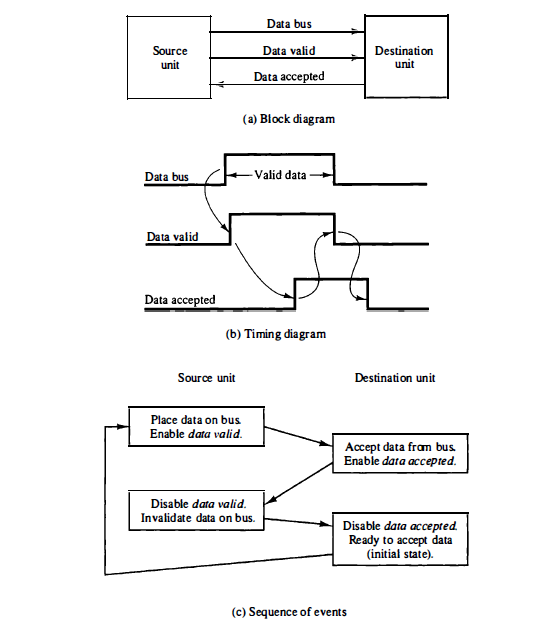 Data bus
Source
unit
Data valid
Destination
unit
Data accepted
(a) Block diagram
Data bus
Valid data
Data valid
Data accepted
(b) Timing diagram
Source unit
Destination unit
Place data on bus.
Enable data valid.
Accept data from bus.
Enable data accepted.
Disable data valid.
Invalidate data on bus.
Disable data accepted.
Ready to accept data
(initial state).
(c) Sequence of events